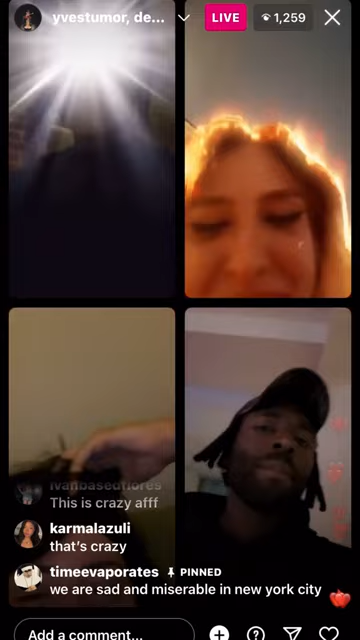 yvestumor, de...
LIVE
1,259
ivanbasedflores
This is crazy afff
karmalazuli
that's crazy
timeevaporates PINNED
we are sad and miserable in new york city
Add a comment...